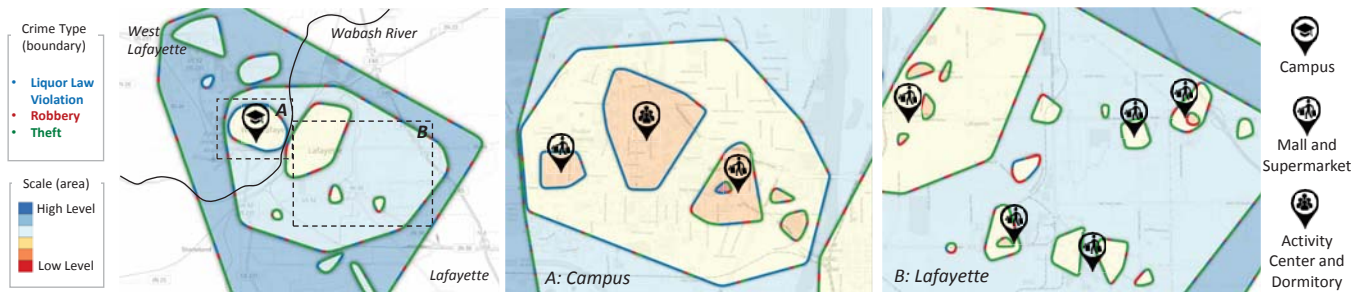 Crime Type
(boundary)
Liquor Law
Violation
Robbery
Theft
Scale (area)
High Level
Low Level
West
Lafayette
Wabash River
A
B
Lafayette
Lafayette
A: Campus
B: Lafayette
Campus
Mall and
Supermarket
Activity
Center and
Dormitory